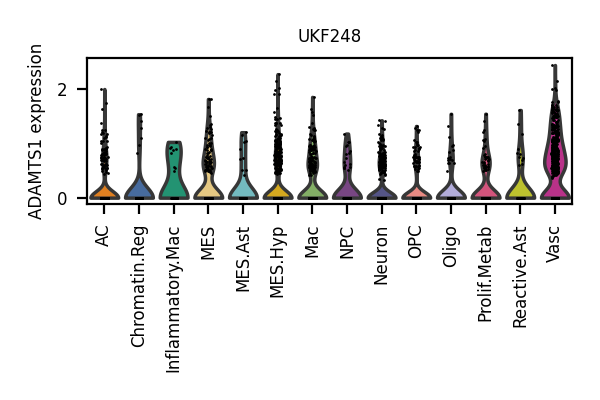 UKF248
ADAMTS1 expression
2
0
AC
Chromatin.Reg
Inflammatory.Mac
MES
MES.Ast
MES.Hyp
Mac
NPC
Neuron
OPC
Oligo
Prolif.Metab
Reactive.Ast
Vasc